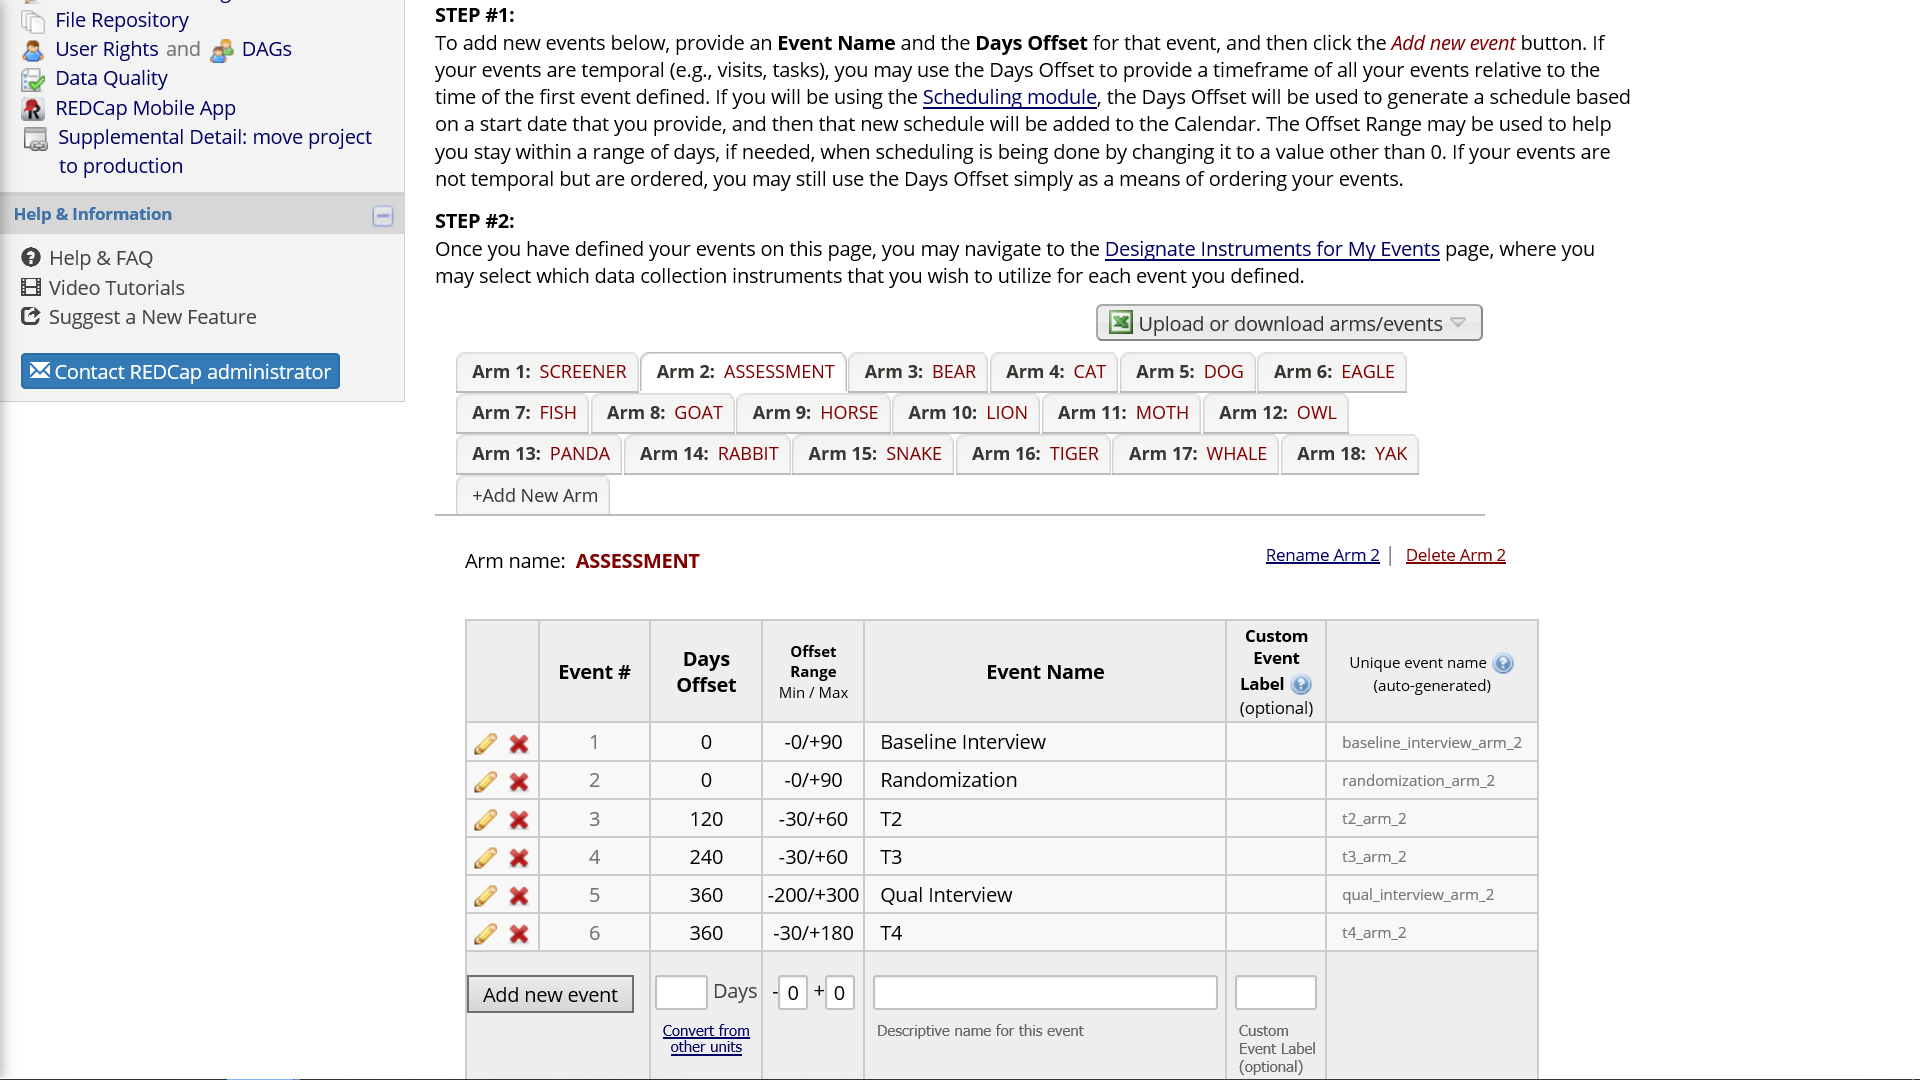 File Repository
User Rights and DAGs
Data Quality
REDCap Mobile App
Supplemental Detail: move project
to production
Help & Information
Help & FAQ
Video Tutorials
Suggest a New Feature
Contact REDCap administrator
STEP #1:
To add new events below, provide an Event Name and the Days Offset for that event, and then click the Add new event button. If
your events are temporal (e.g., visits, tasks), you may use the Days Offset to provide a timeframe of all your events relative to the
time of the first event defined. If you will be using the Scheduling module, the Days Offset will be used to generate a schedule based
on a start date that you provide, and then that new schedule will be added to the Calendar. The Offset Range may be used to help
you stay within a range of days, if needed, when scheduling is being done by changing it to a value other than 0. If your events are
not temporal but are ordered, you may still use the Days Offset simply as a means of ordering your events.
STEP #2:
Once you have defined your events on this page, you may navigate to the Designate Instruments for My Events page, where you
may select which data collection instruments that you wish to utilize for each event you defined.
Upload or download arms/events
Arm 1: SCREENER Arm 2: ASSESSMENT Arm 3: BEAR Arm 4: CAT Arm 5: DOG Arm 6: EAGLE
Arm 7: FISH Arm 8: GOAT Arm 9: HORSE Arm 10: LION Arm 11: MOTH Arm 12: OWL
Arm 13: PANDA Arm 14: RABBIT Arm 15: SNAKE Arm 16: TIGER Arm 17: WHALE Arm 18: YAK
+Add New Arm
Arm name: ASSESSMENT
Rename Arm 2 | Delete Arm 2
Event #
Days
Offset
Offset
Range
Min / Max
Event Name
Custom
Event
Label
(optional)
Unique event name
(auto-generated)
1 0 -0/+90 Baseline Interview baseline_interview_arm_2
2 0 -0/+90 Randomization randomization_arm_2
3 120 -30/+60 T2 t2_arm_2
4 240 -30/+60 T3 t3_arm_2
5 360 -200/+300 Qual Interview qual_interview_arm_2
6 360 -30/+180 T4 t4_arm_2
Add new event Days - 0 + 0
Convert from
other units
Descriptive name for this event
Custom
Event Label
(optional)